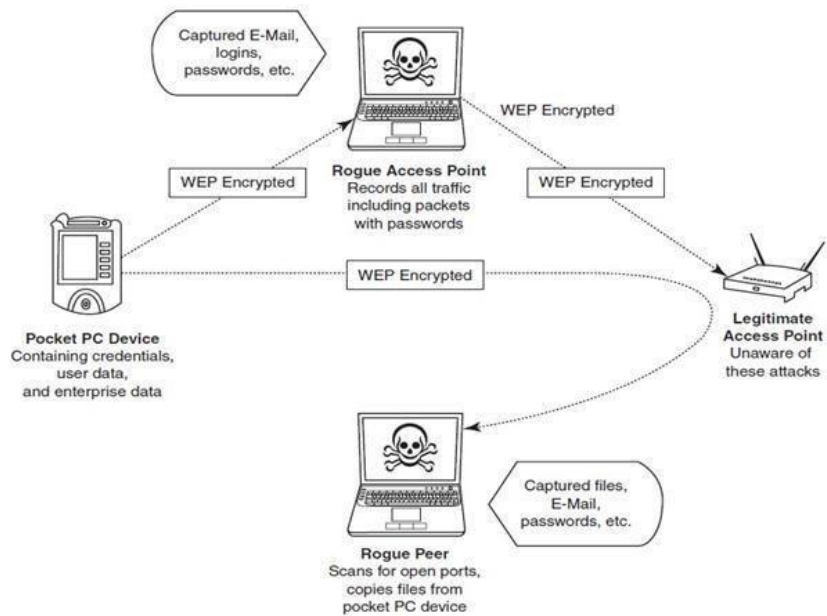 Captured E-Mail,
logins,
passwords, etc.
WEP Encrypted
WEP Encrypted
Rogue Access Point
Records all traffic
including packets
with passwords
WEP Encrypted
WEP Encrypted
Pocket PC Device
Containing credentials,
user data,
and enterprise data
Legitimate
Access Point
Unaware of
these attacks
Captured files,
E-Mail,
passwords, etc.
Rogue Peer
Scans for open ports,
copies files from
pocket PC device